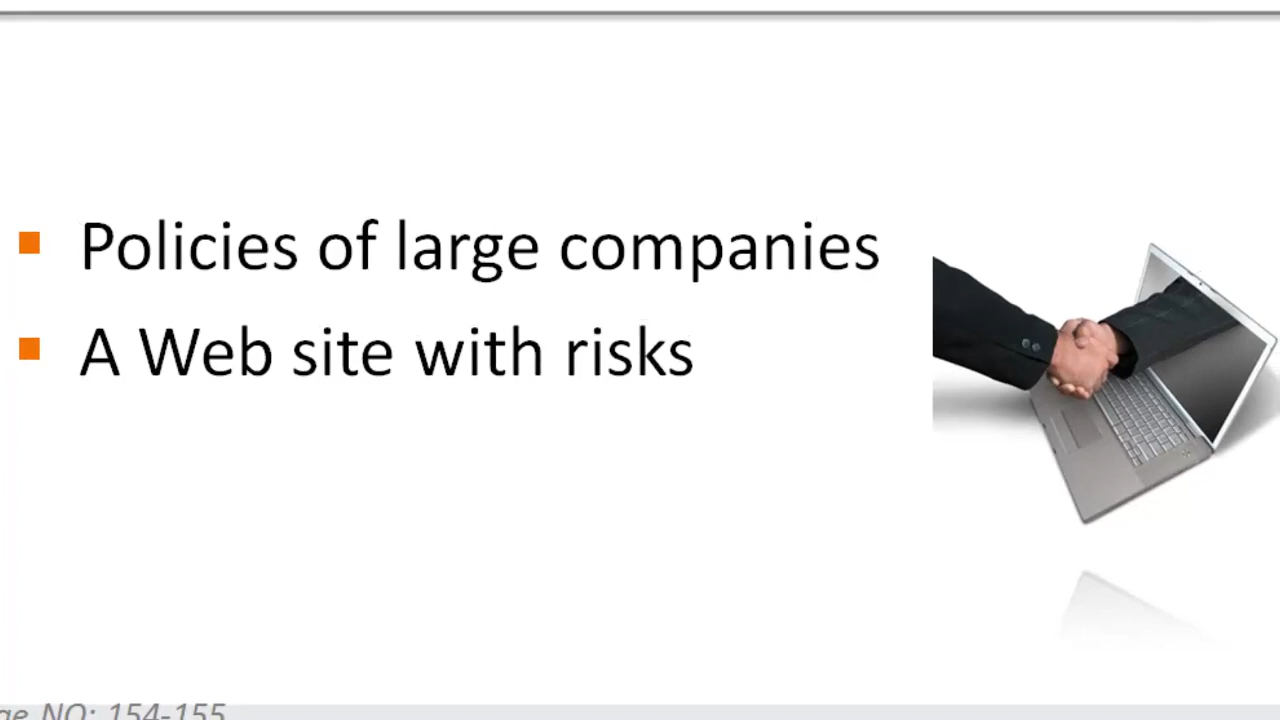 Policies of large companies
A Web site with risks
ge NO: 154-155